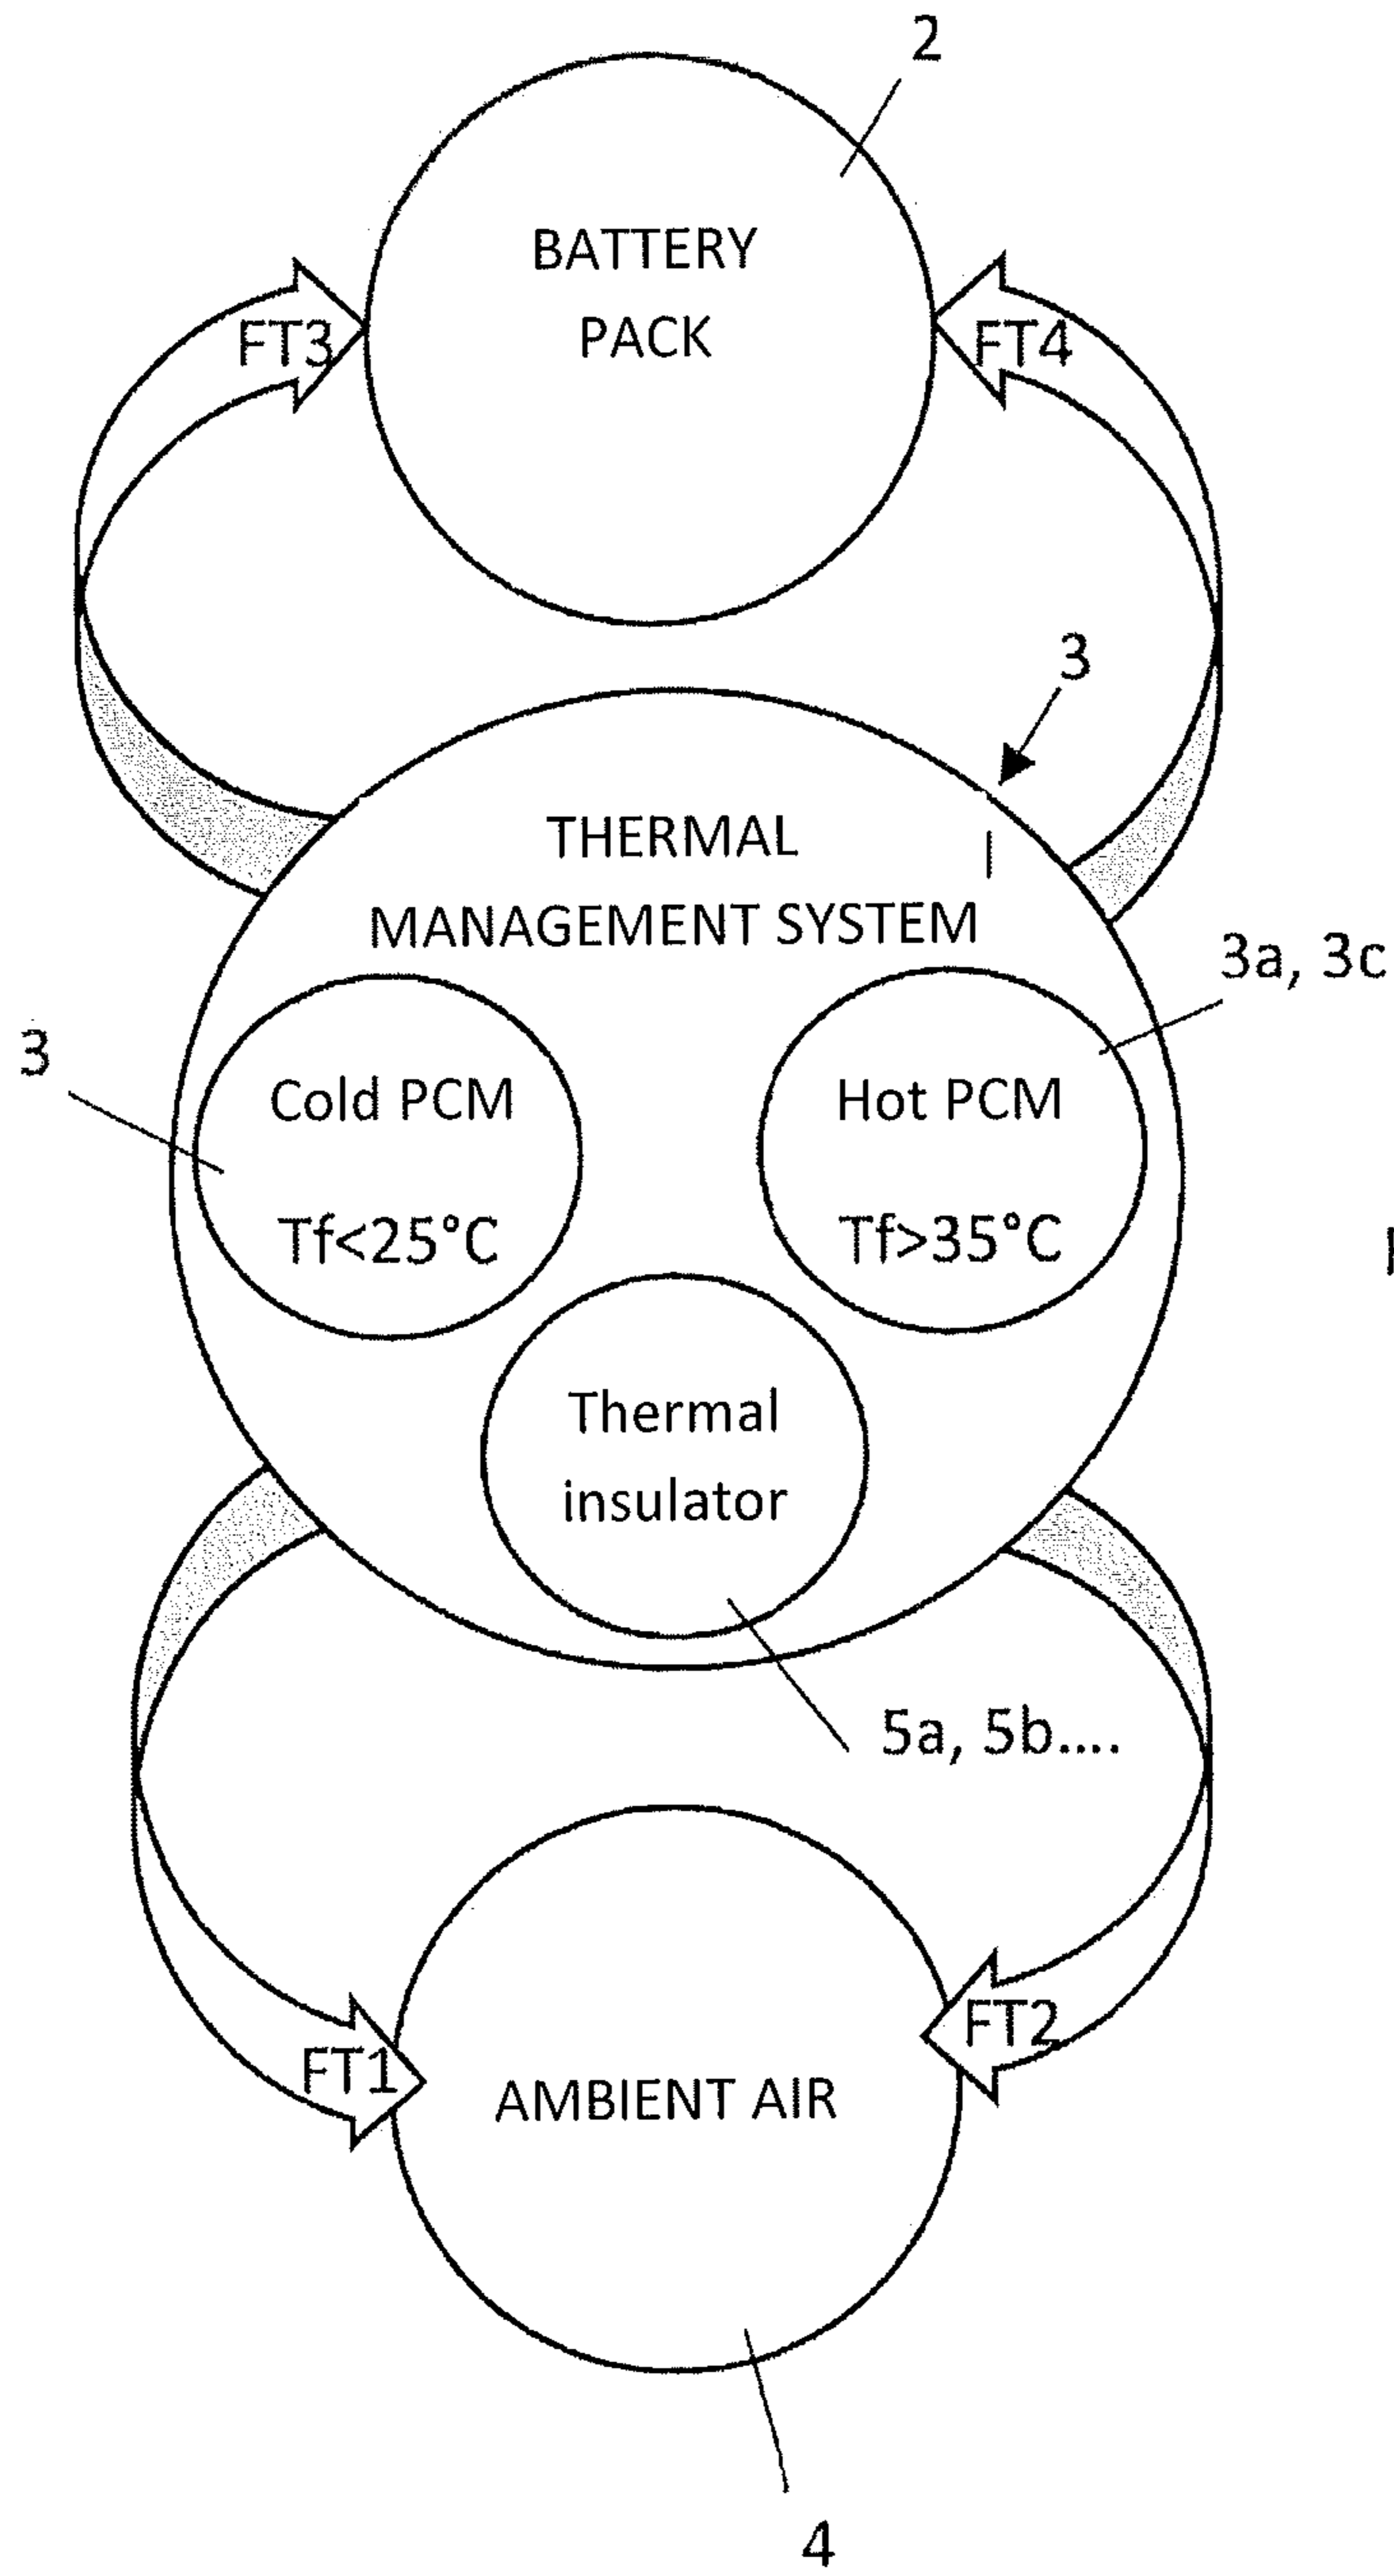 2
BATTERY
PACK
FT3
FT4
3
THERMAL
MANAGEMENT SYSTEM
3a, 3c
3
Cold PCM
Tf<25°C
Hot PCM
Tf>35°C
Thermal
insulator
5a, 5b....
FT2
FT1
AMBIENT AIR
4